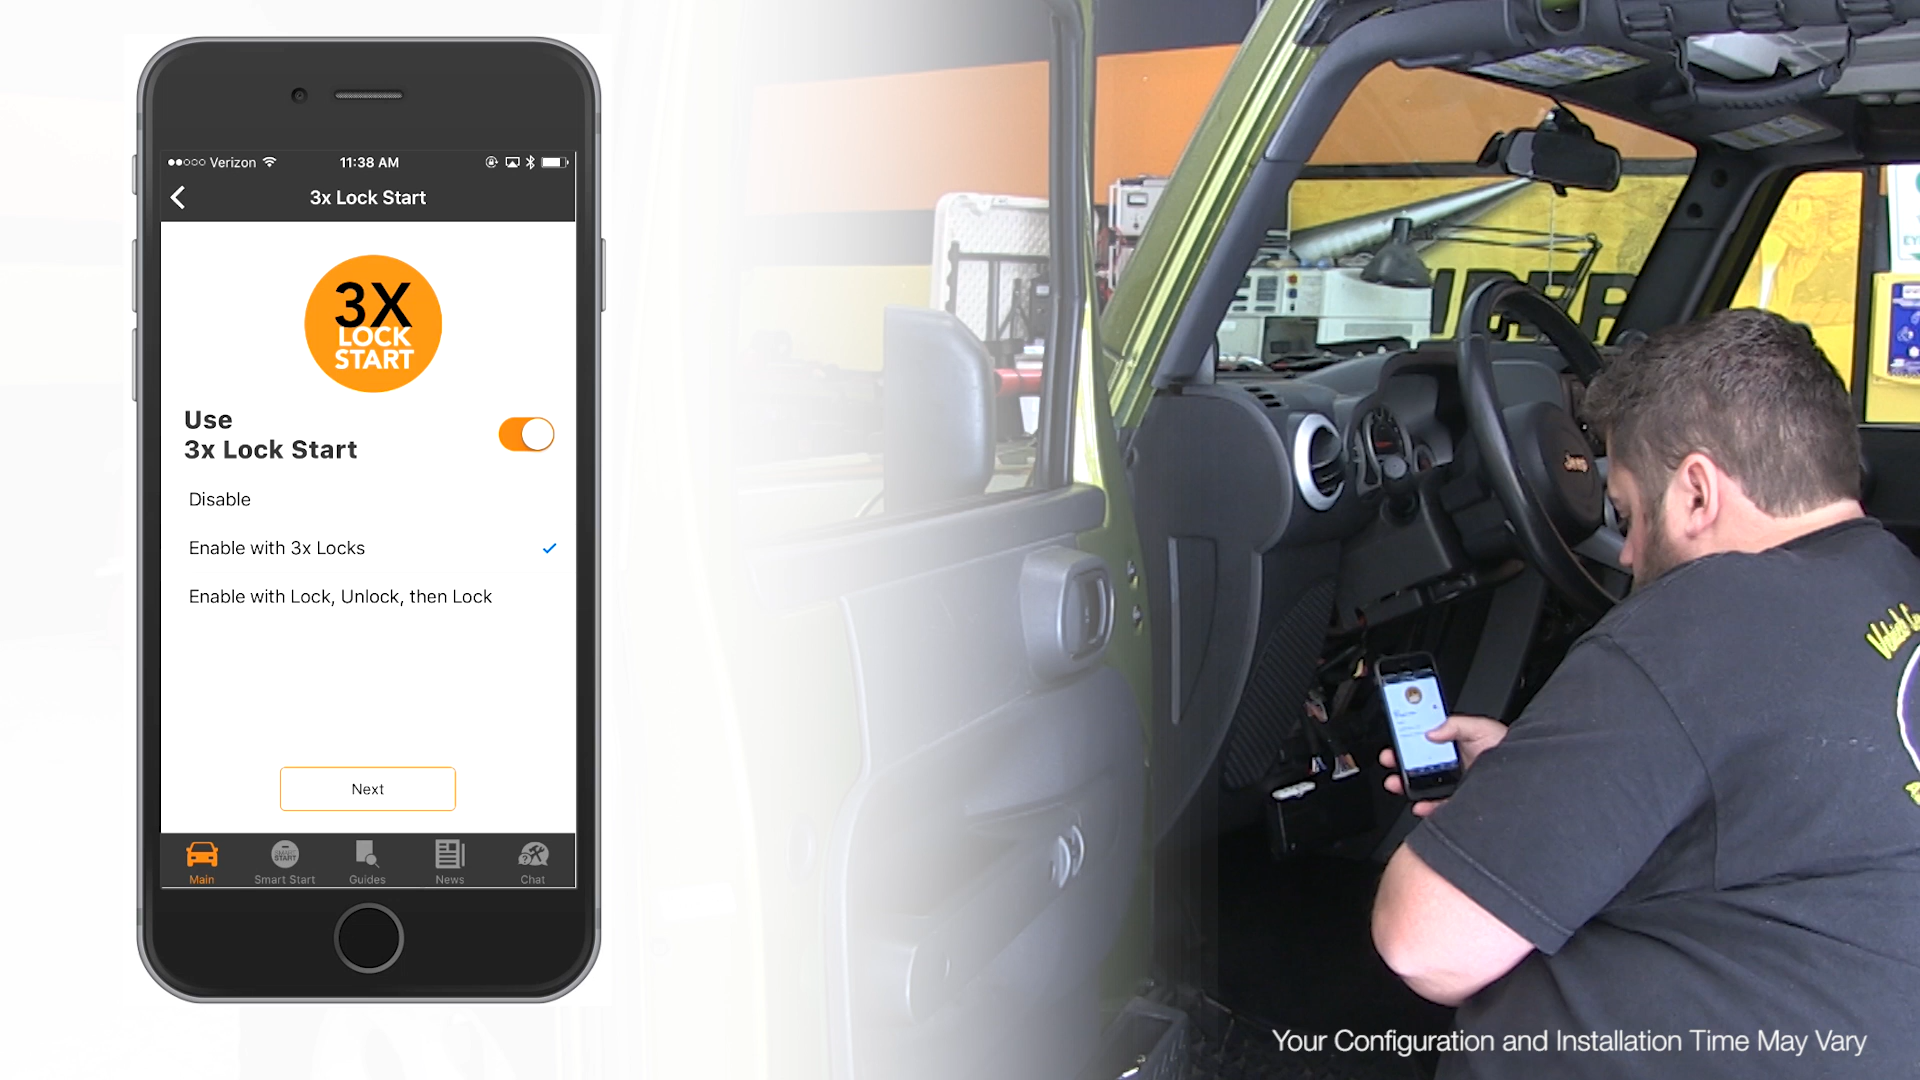 Verizon
11:38 AM
3x Lock Start
3X
LOCK
START
Use
3x Lock Start
Disable
Enable with 3x Locks
Enable with Lock, Unlock, then Lock
Next
Main
Smart Start
Guides
News
Chat
Jeep
Your Configuration and Installation Time May Vary